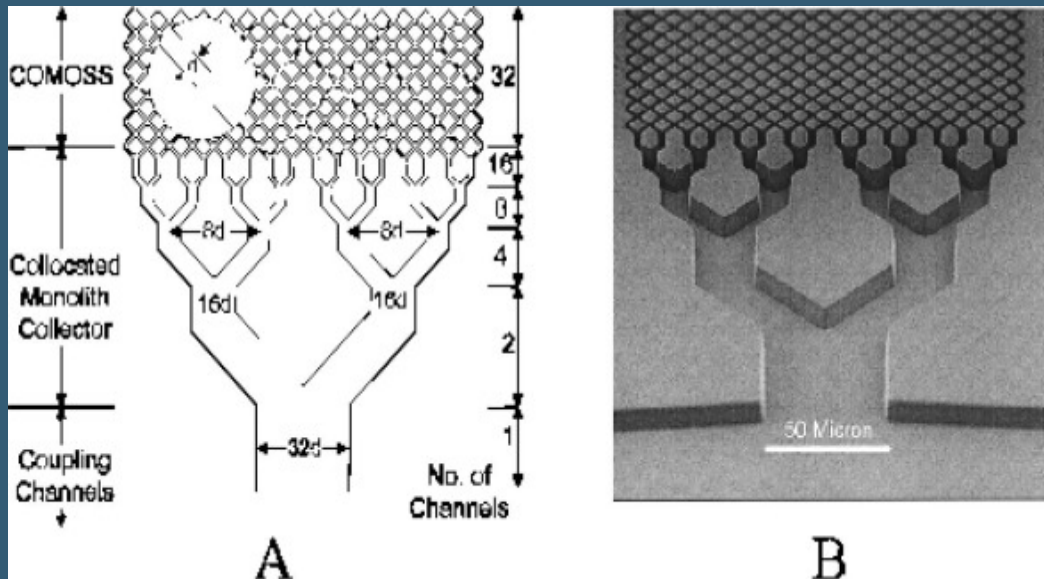 COMOSS
d
32
16
8
8d
8d
4
Collocated
Monolith
Collector
16d
16d
2
50 Micron
32d
1
Coupling
Channels
No. of
Channels
A
B